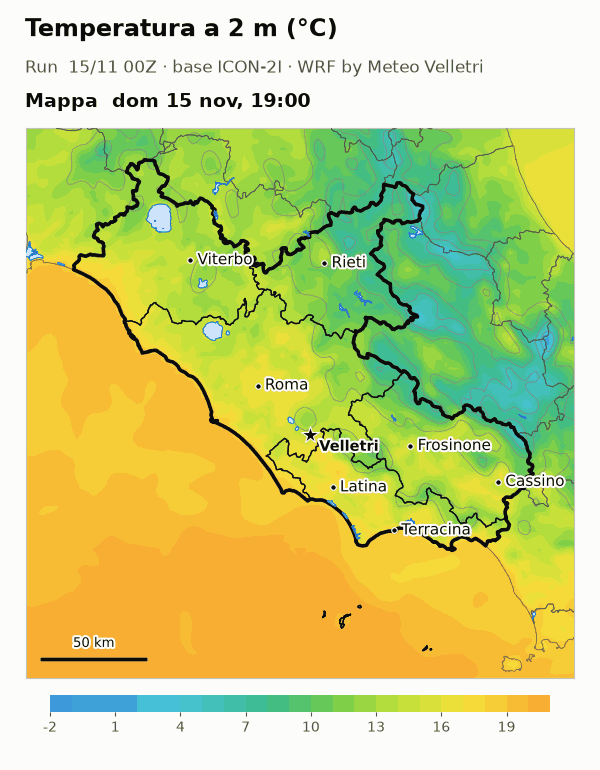 Temperatura a 2 m (°C)
Run  15/11 00Z · base ICON-2I · WRF by Meteo Velletri
Mappa  dom 15 nov, 19:00
Viterbo
Rieti
Roma
Velletri
Frosinone
Cassino
Latina
Terracina
50 km
-2 1 4 7 10 13 16 19